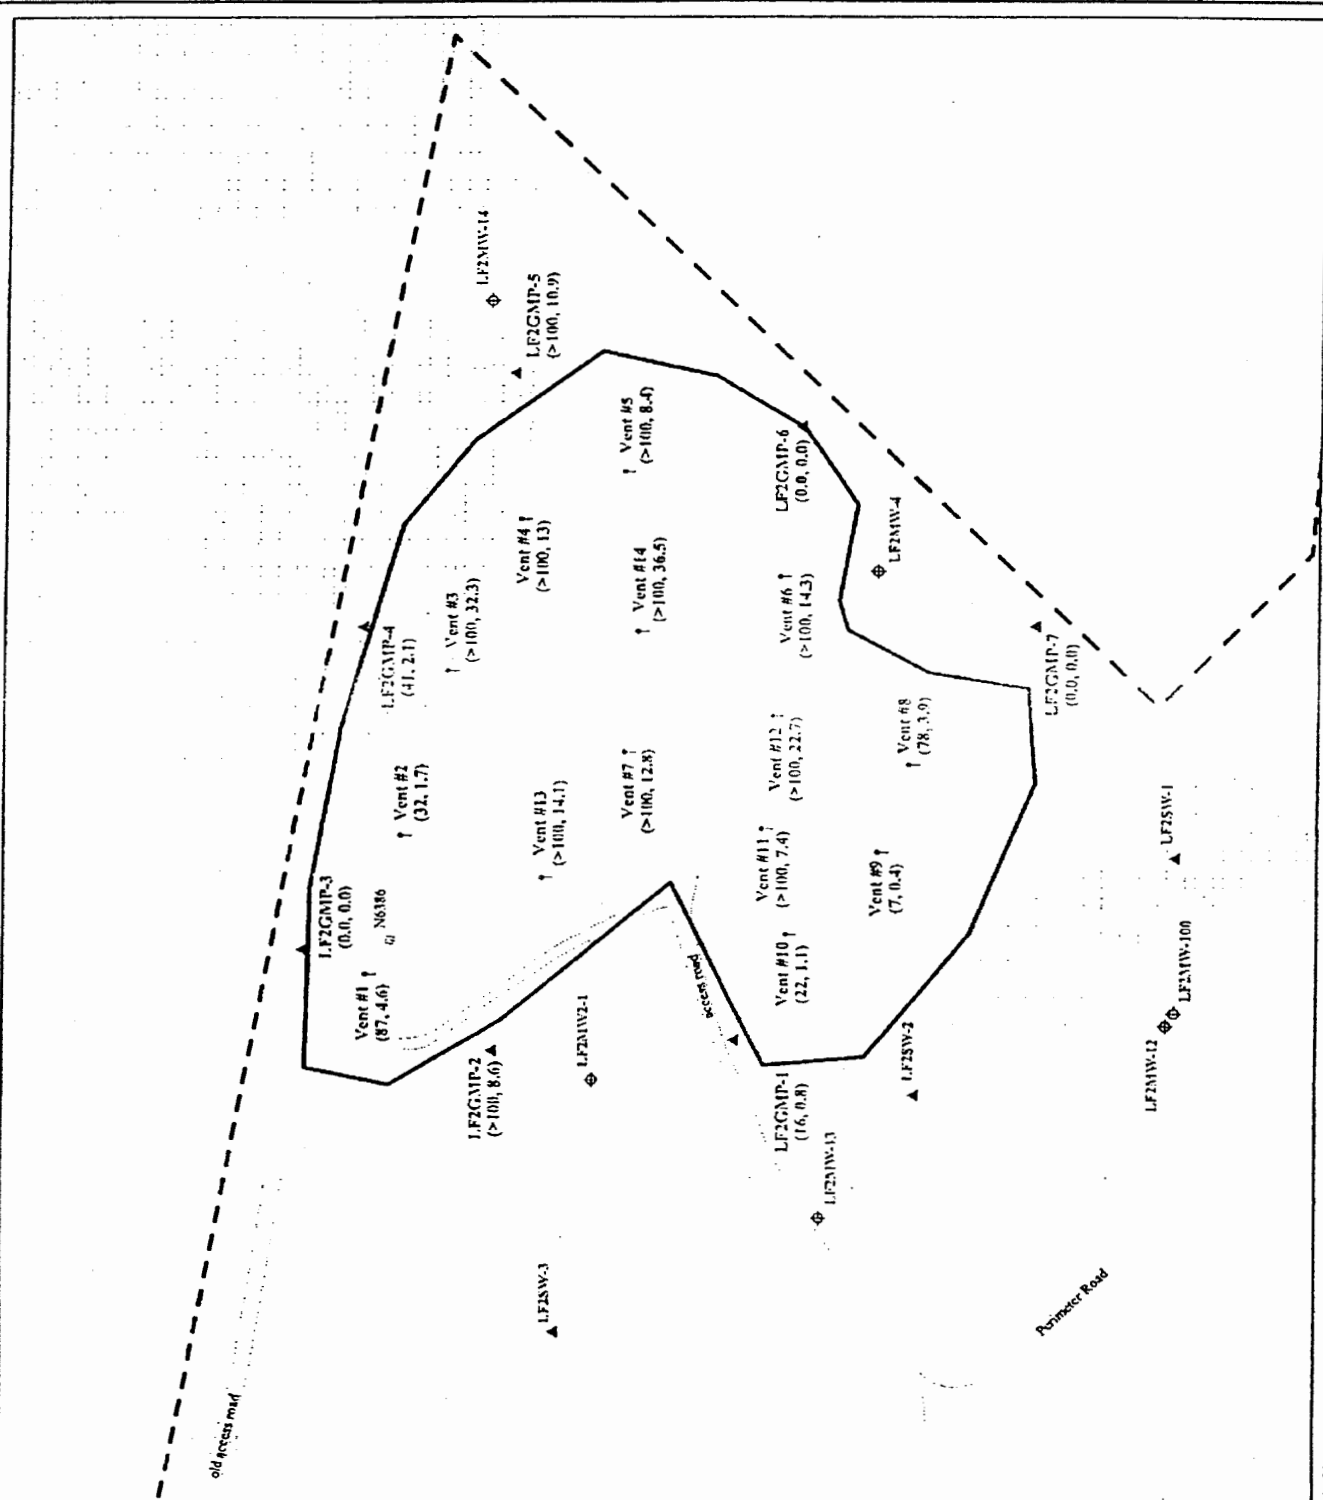 LF2MW-14
LF2GMP-5
(>100, 10.9)
Vent #5
(>100, 8.4)
LF2GMP-6
(0.0, 0.0)
Vent #4
(>100, 13)
Vent #14
(>100, 36.5)
LF2MW-4
Vent #3
(>100, 32.3)
Vent #6
(>100, 14.3)
LF2GMP-4
(41, 2.1)
LF2GMP-7
(0.0, 0.0)
Vent #2
(32, 1.7)
Vent #7
(>100, 12.8)
Vent #12
(>100, 22.7)
Vent #8
(78, 3.9)
Vent #13
(>100, 14.1)
Vent #11
(>100, 7.4)
Vent #9
(7, 0.4)
LF2SW-1
LF2GMP-3
(0.0, 0.0)
N6386
Vent #1
(87, 4.6)
Vent #10
(22, 1.1)
access road
LF2MW-100
LF2GMP-2
(>100, 8.6)
LF2MW2-1
LF2SW-2
LF2MW-12
LF2GMP-1
(16, 0.8)
LF2MW-13
LF2SW-3
Perimeter Road
old access road